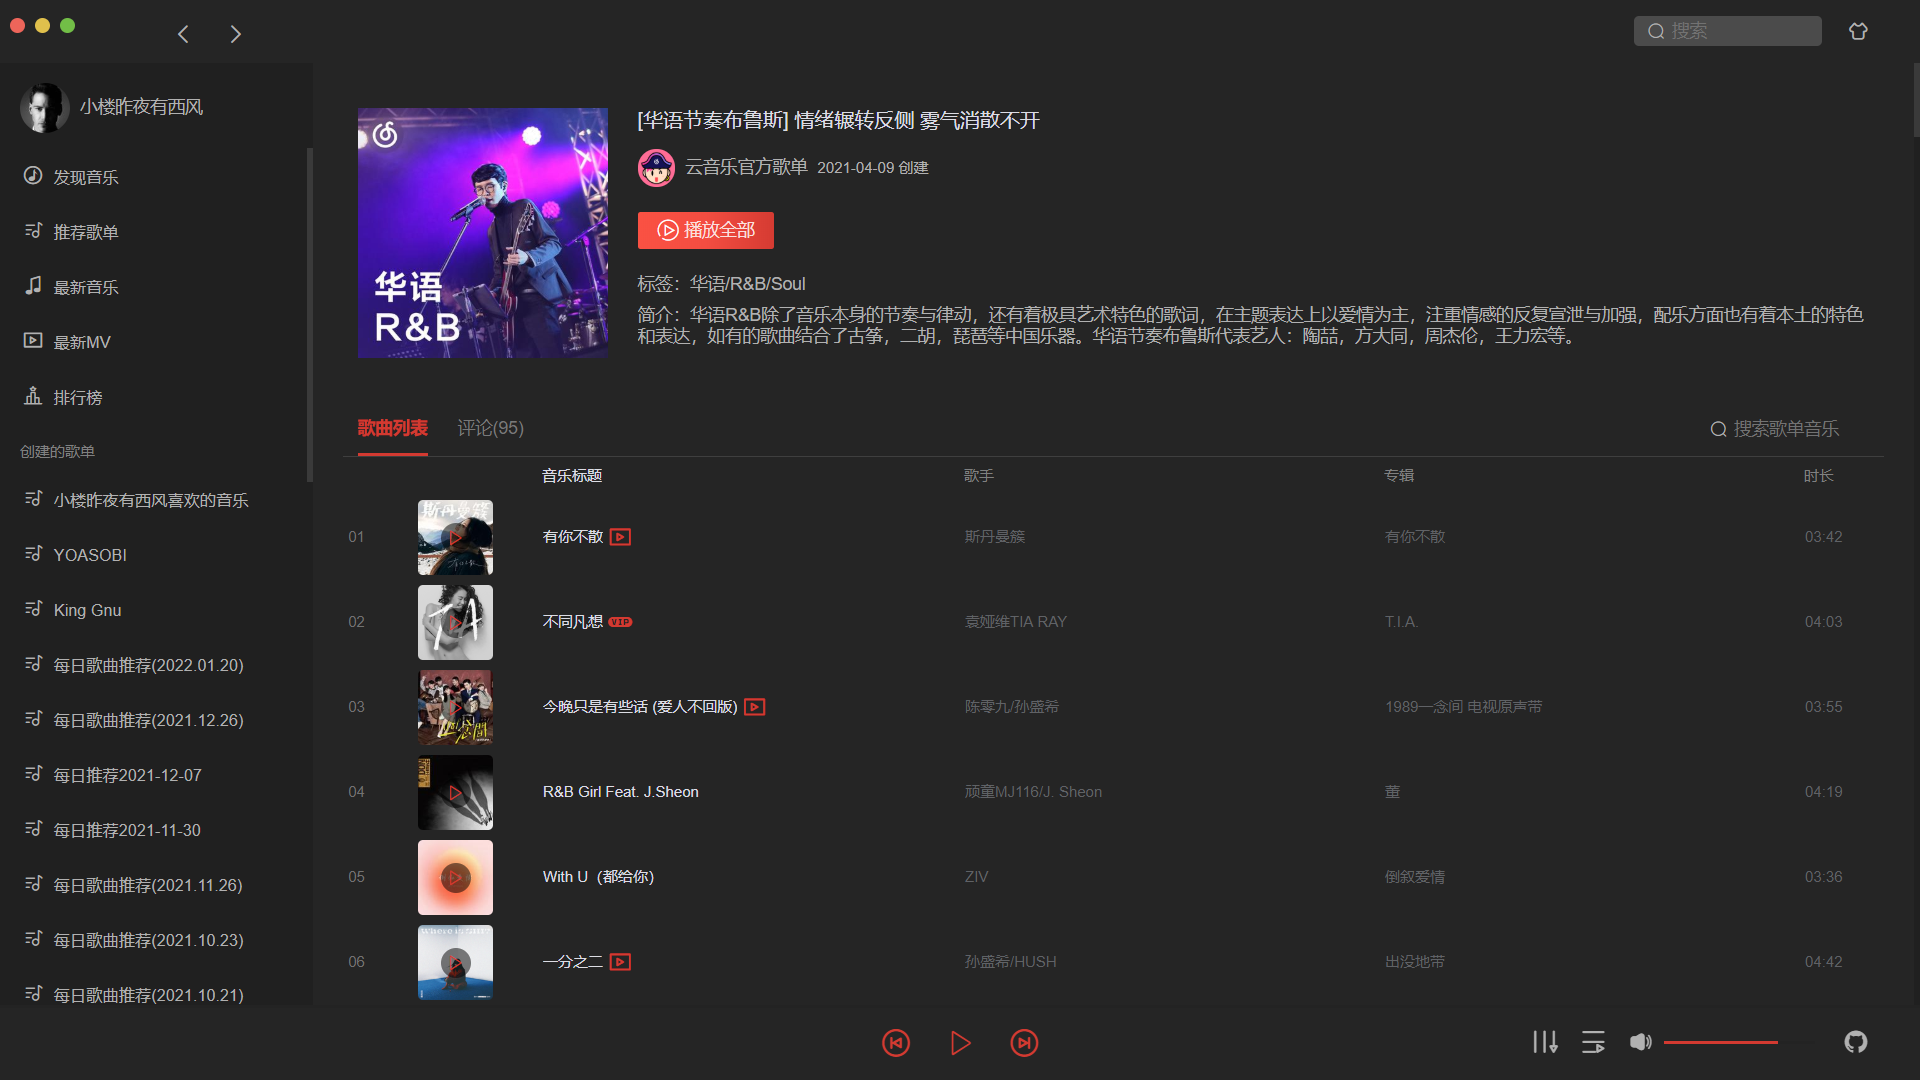 搜索
小楼昨夜有西风
发现音乐
推荐歌单
最新音乐
最新MV
排行榜
创建的歌单
小楼昨夜有西风喜欢的音乐
YOASOBI
King Gnu
每日歌曲推荐(2022.01.20)
每日歌曲推荐(2021.12.26)
每日推荐2021-12-07
每日推荐2021-11-30
每日歌曲推荐(2021.11.26)
每日歌曲推荐(2021.10.23)
每日歌曲推荐(2021.10.21)
华语
R&B
[华语节奏布鲁斯] 情绪辗转反侧 雾气消散不开
云音乐官方歌单 2021-04-09 创建
播放全部
标签：华语/R&B/Soul
简介：华语R&B除了音乐本身的节奏与律动，还有着极具艺术特色的歌词，在主题表达上以爱情为主，注重情感的反复宣泄与加强，配乐方面也有着本土的特色
和表达，如有的歌曲结合了古筝，二胡，琵琶等中国乐器。华语节奏布鲁斯代表艺人：陶喆，方大同，周杰伦，王力宏等。
歌曲列表 评论(95) 搜索歌单音乐
音乐标题 歌手 专辑 时长
斯丹曼簇
01 有你不散 斯丹曼簇 有你不散 03:42
02 不同凡想 VIP 袁娅维TIA RAY T.I.A. 04:03
03 今晚只是有些话 (爱人不回版) 陈零九/孙盛希 1989一念间 电视原声带 03:55
04 R&B Girl Feat. J.Sheon 顽童MJ116/J. Sheon 董 04:19
05 With U（都给你） ZIV 倒叙爱情 03:36
06 一分之二 孙盛希/HUSH 出没地带 04:42